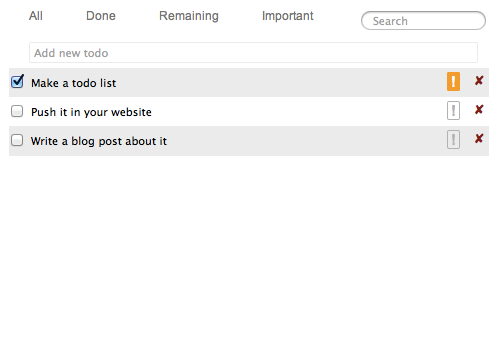 All Done Remaining Important Search
Add new todo
Make a todo list ! ✘
Push it in your website ! ✘
Write a blog post about it ! ✘